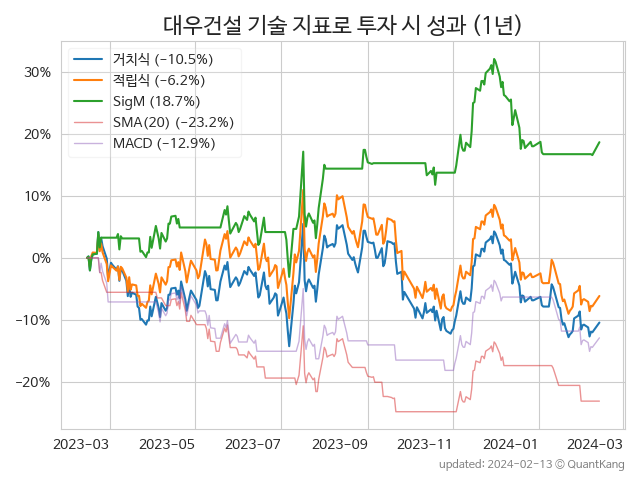 대우건설 기술 지표로 투자 시 성과 (1년)
거치식 (−10.5%)
적립식 (−6.2%)
SigM (18.7%)
SMA(20) (−23.2%)
MACD (−12.9%)
30%
20%
10%
0%
−10%
−20%
2023-03 2023-05 2023-07 2023-09 2023-11 2024-01 2024-03
updated: 2024-02-13 ⓒ QuantKang